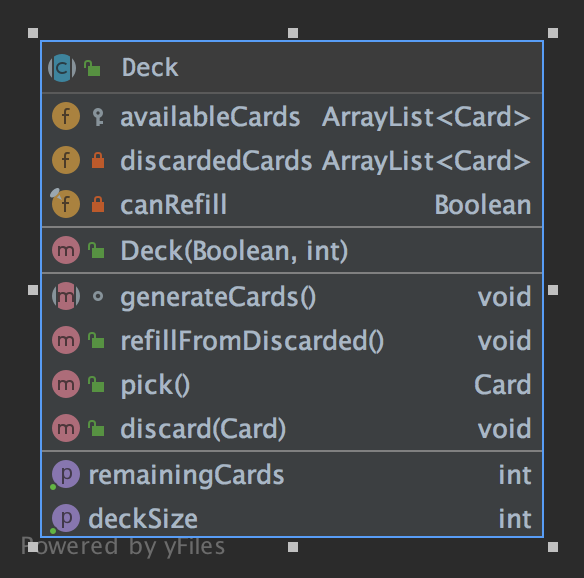 Deck
availableCards ArrayList<Card>
discardedCards ArrayList<Card>
canRefill Boolean
Deck(Boolean, int)
generateCards() void
refillFromDiscarded() void
pick() Card
discard(Card) void
remainingCards int
deckSize int
Powered by yFiles